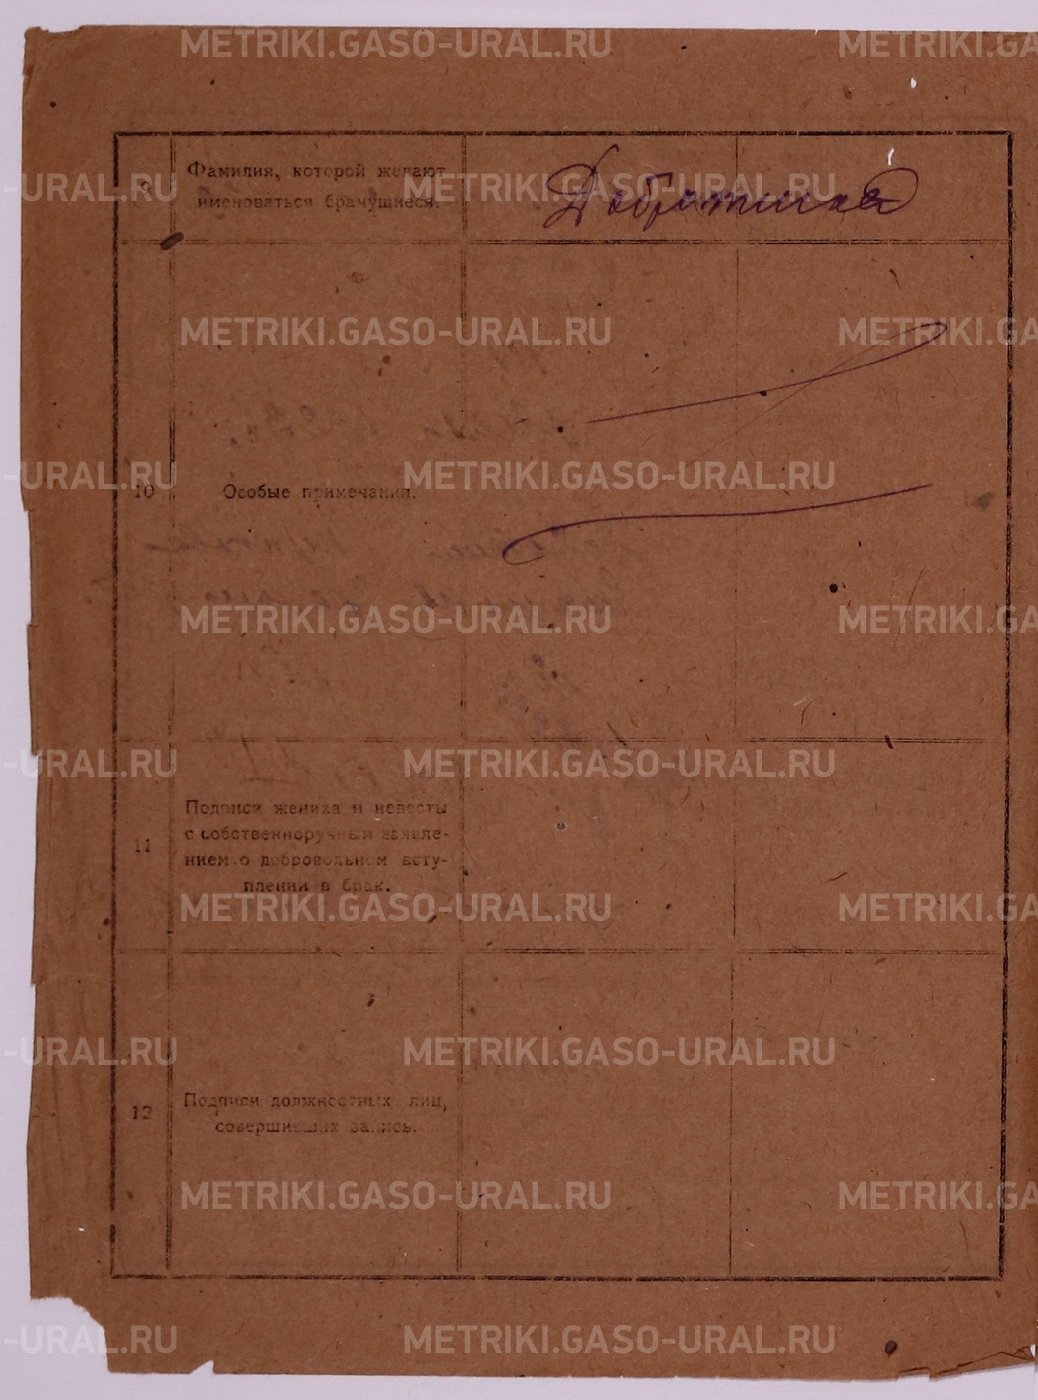 METRIKI.GASO-URAL.RU
9 Фамилия, которой желают
именоваться брачущиеся.
10 Особые примечания.
11 Подписи жениха и невесты
с собственноручным заявле-
нием о добровольном всту-
плении в брак.
12 Подписи должностных лиц,
совершивших запись.